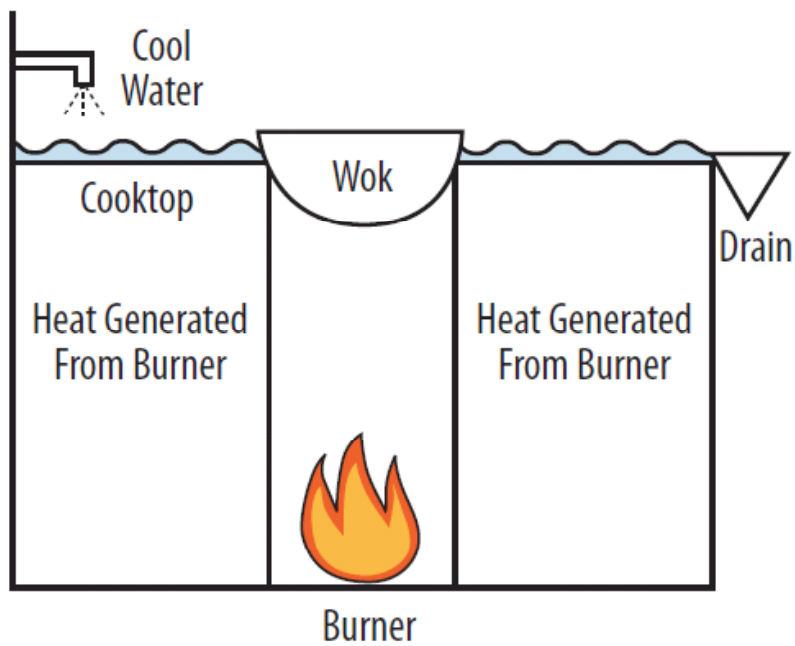 Cool
Water
Wok
Cooktop
Drain
Heat Generated
From Burner
Heat Generated
From Burner
Burner